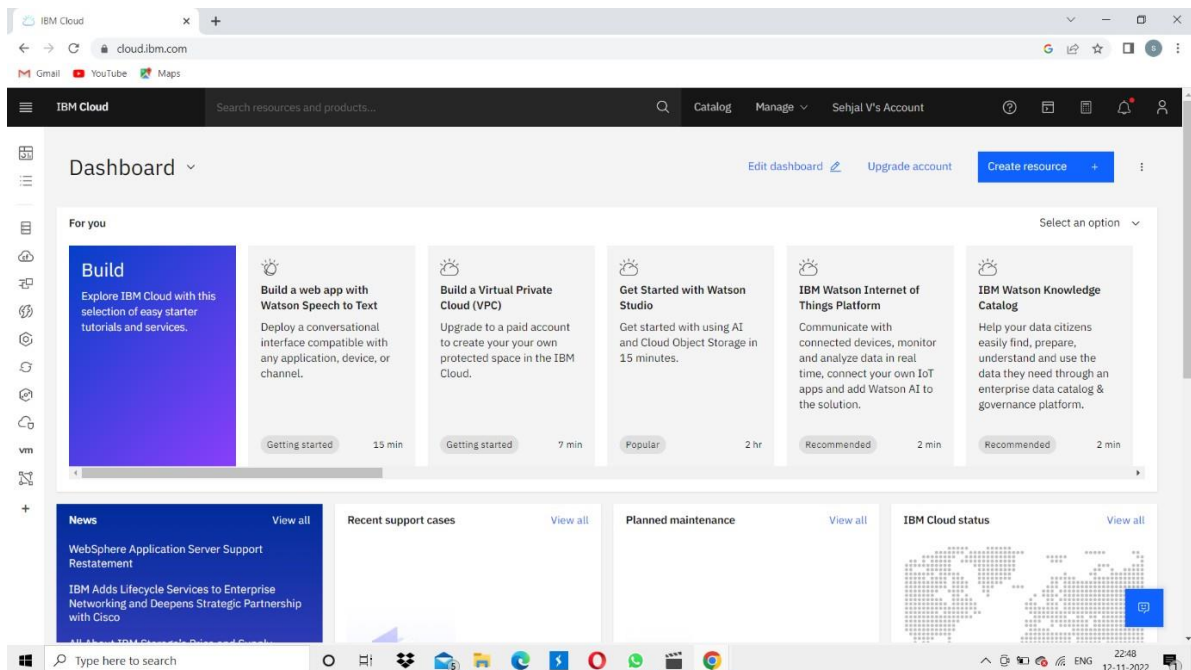 IBM Cloud
cloud.ibm.com
Gmail YouTube Maps
IBM Cloud Search resources and products... Catalog Manage Sehjal V's Account
Dashboard
Edit dashboard Upgrade account Create resource +
For you
Select an option
Build
Explore IBM Cloud with this
selection of easy starter
tutorials and services.
Build a web app with
Watson Speech to Text
Deploy a conversational
interface compatible with
any application, device, or
channel.
Getting started 15 min
Build a Virtual Private
Cloud (VPC)
Upgrade to a paid account
to create your your own
protected space in the IBM
Cloud.
Getting started 7 min
Get Started with Watson
Studio
Get started with using AI
and Cloud Object Storage in
15 minutes.
Popular 2 hr
IBM Watson Internet of
Things Platform
Communicate with
connected devices, monitor
and analyze data in real
time, connect your own IoT
apps and add Watson AI to
the solution.
Recommended 2 min
IBM Watson Knowledge
Catalog
Help your data citizens
easily find, prepare,
understand and use the
data they need through an
enterprise data catalog &
governance platform.
Recommended 2 min
vm
News View all
WebSphere Application Server Support
Restatement
IBM Adds Lifecycle Services to Enterprise
Networking and Deepens Strategic Partnership
with Cisco
Recent support cases View all
Planned maintenance View all
IBM Cloud status View all
Type here to search
ENG
22:48
12-11-2022